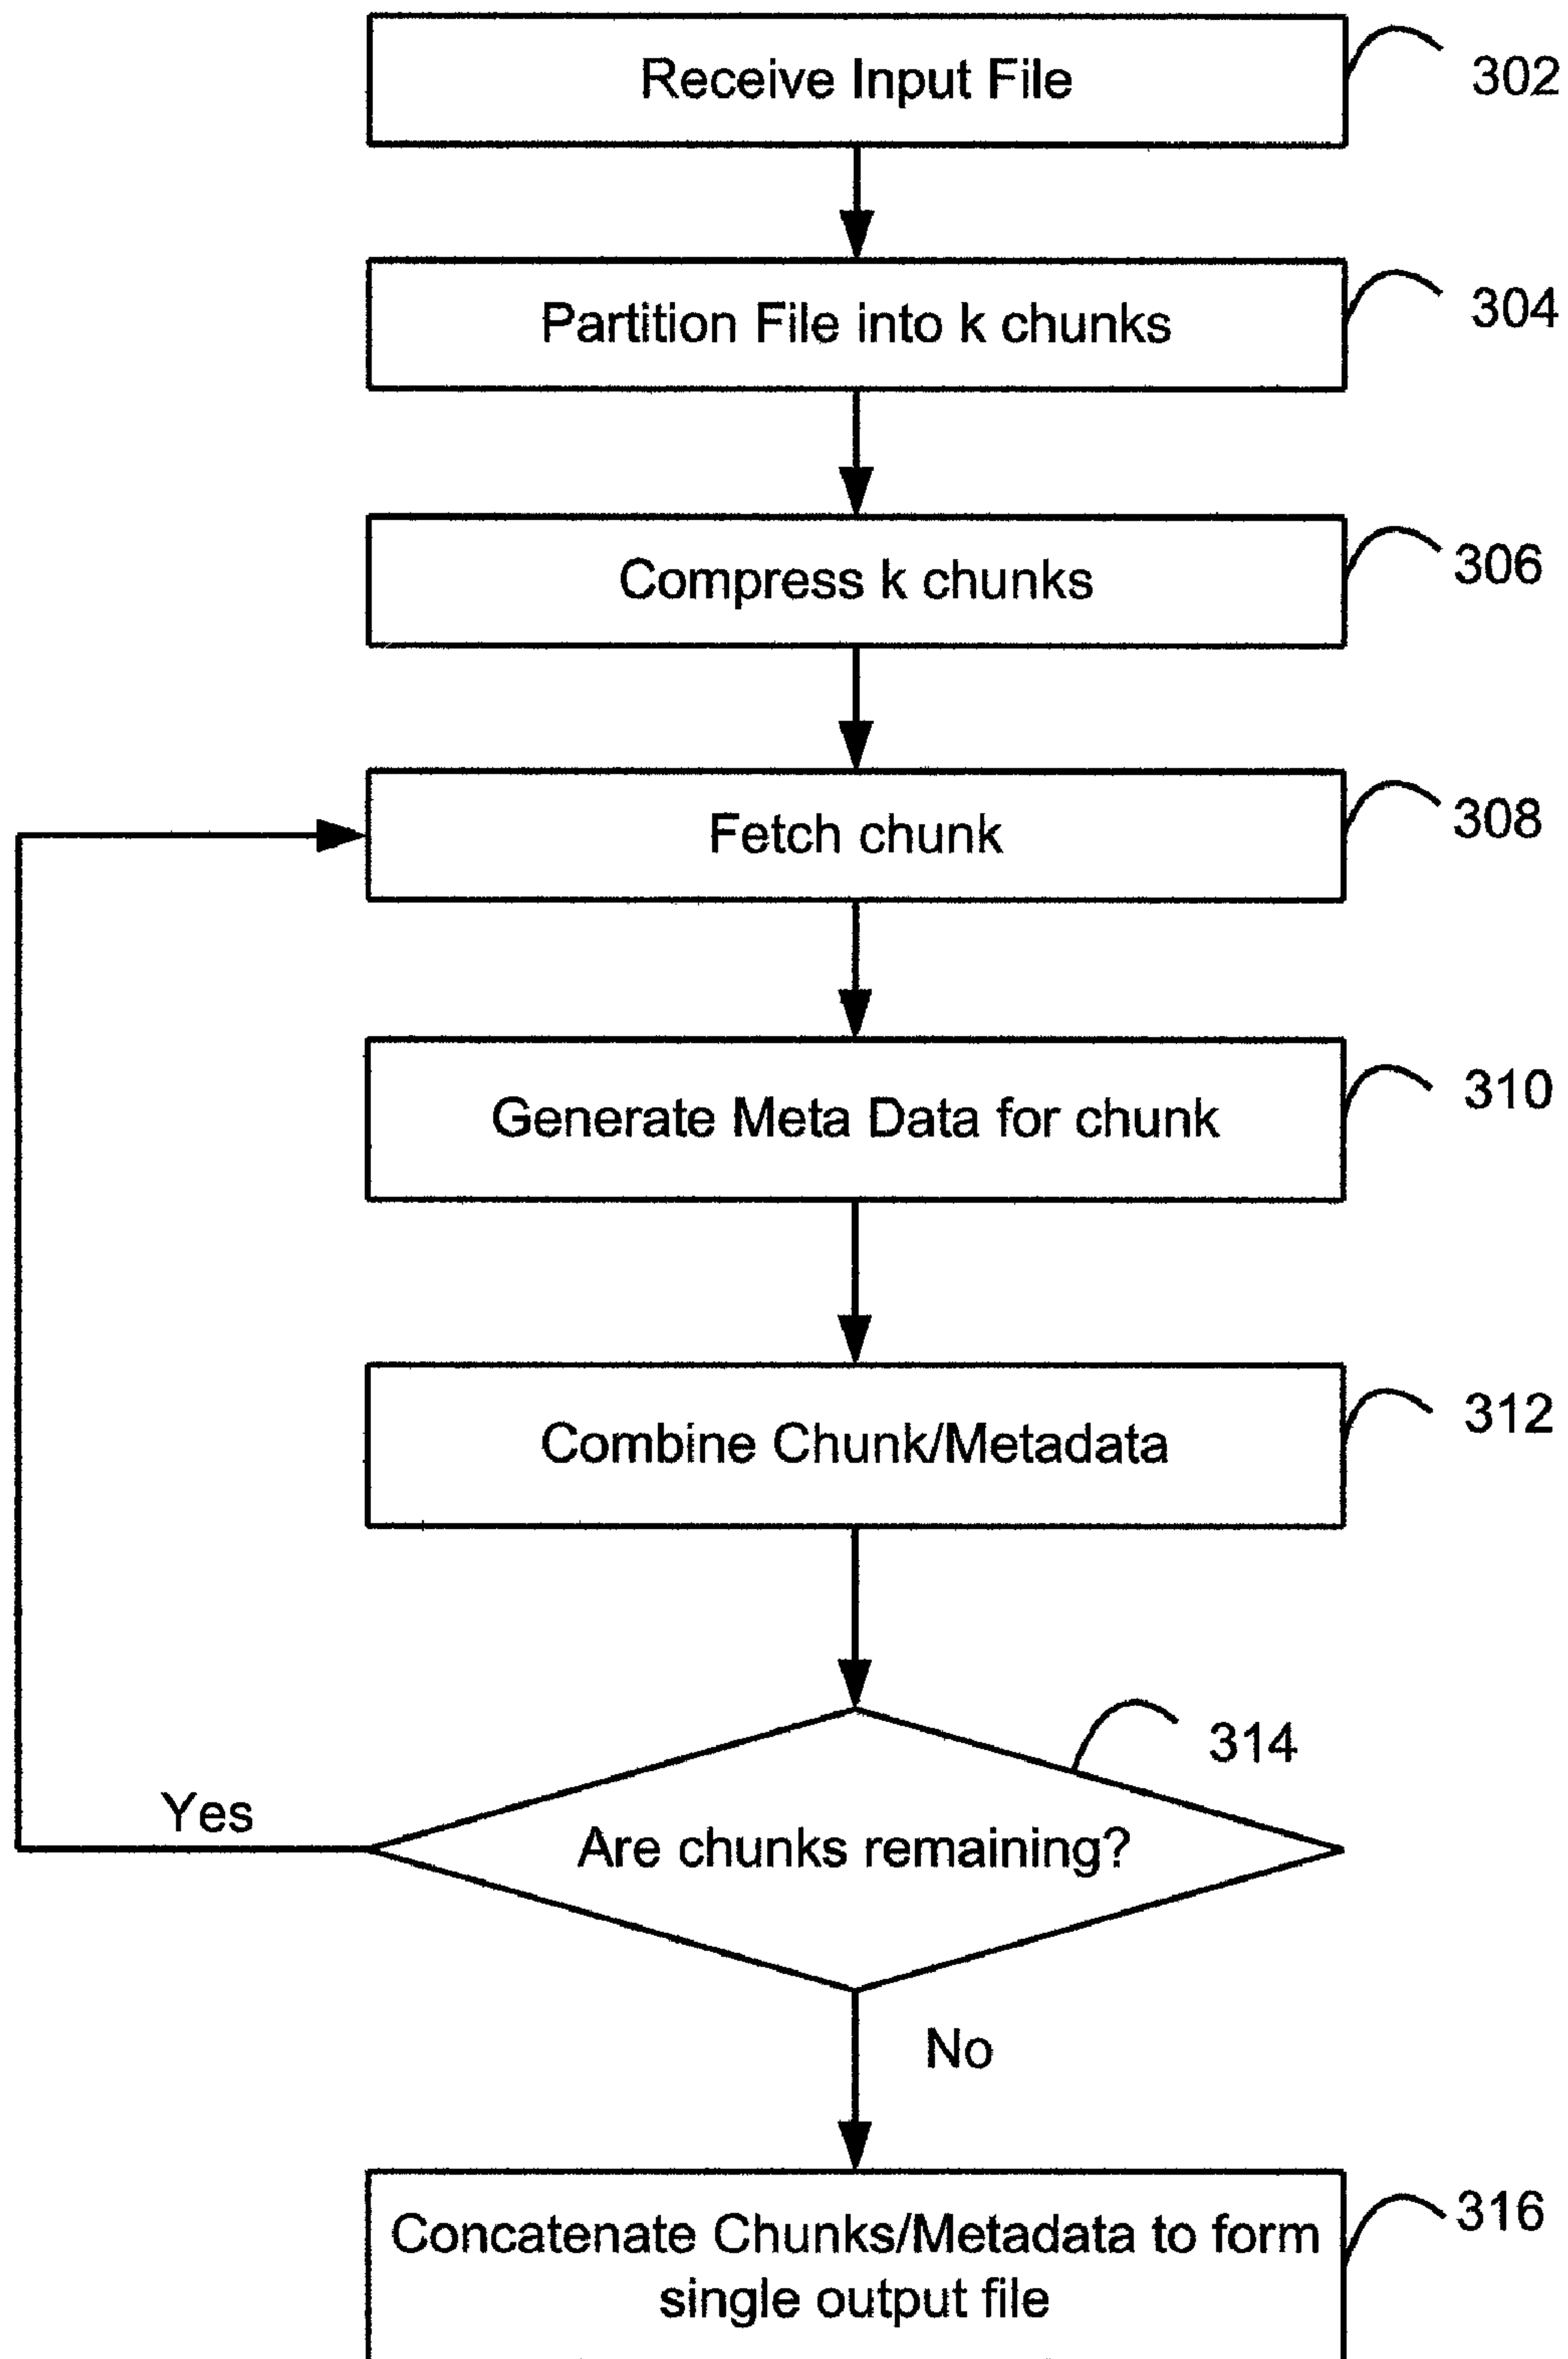 Receive Input File
302
Partition File into k chunks
304
Compress k chunks
306
Fetch chunk
308
Generate Meta Data for chunk
310
Combine Chunk/Metadata
312
314
Are chunks remaining?
Yes
No
Concatenate Chunks/Metadata to form
single output file
316